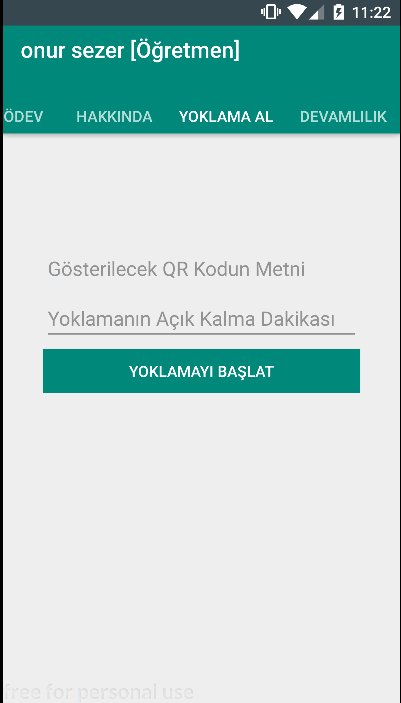 11:22
onur sezer [Öğretmen]
ÖDEV HAKKINDA YOKLAMA AL DEVAMLILIK
Gösterilecek QR Kodun Metni
Yoklamanın Açık Kalma Dakikası
YOKLAMAYI BAŞLAT
free for personal use